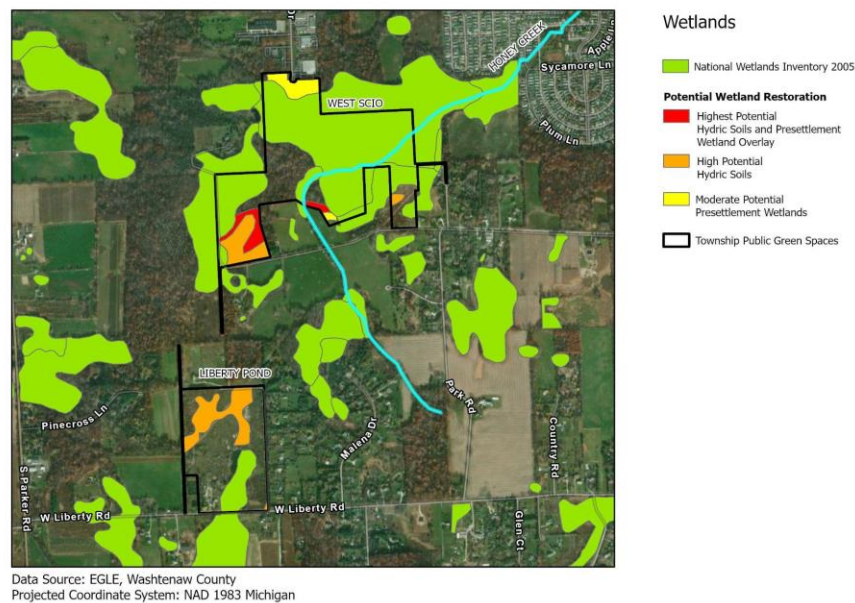 Dr
HONEY CREEK
Apple Ln
Sycamore Ln
Plum Ln
WEST SCIO
LIBERTY POND
Pinecross Ln
Malena Dr
Park Rd
Country Rd
S Parker Rd
W Liberty Rd
W Liberty Rd
Glen Ct
Data Source: EGLE, Washtenaw County
Projected Coordinate System: NAD 1983 Michigan
Wetlands
National Wetlands Inventory 2005
Potential Wetland Restoration
Highest Potential
Hydric Soils and Presettlement
Wetland Overlay
High Potential
Hydric Soils
Moderate Potential
Presettlement Wetlands
Township Public Green Spaces